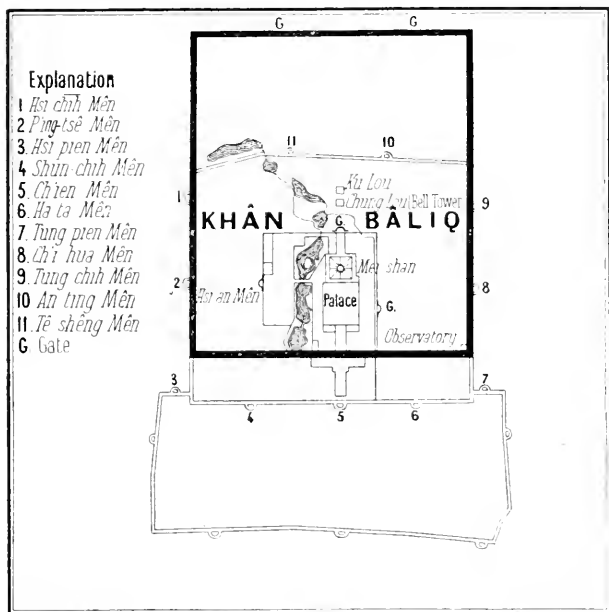 G G
Explanation
1 Hsi chih Mên
2 P'ing-tsê Mên
3 Hsi pien Mên
4 Shun-chih Mên
5 Ch'ien Mên
6 Ha ta Mên
7 Tung pien Mên
8 Ch'i hua Mên
9 Tung chih Mên
10 An ting Mên
11 Tê shêng Mên
G Gate
11 10
Ku Lou
Chung Lou (Bell Tower
1 9
KHÂN BÂLIQ
G.
Mei shan
2 Hsi an Mên Palace G. 8
Observatory
3 7
4 5 6